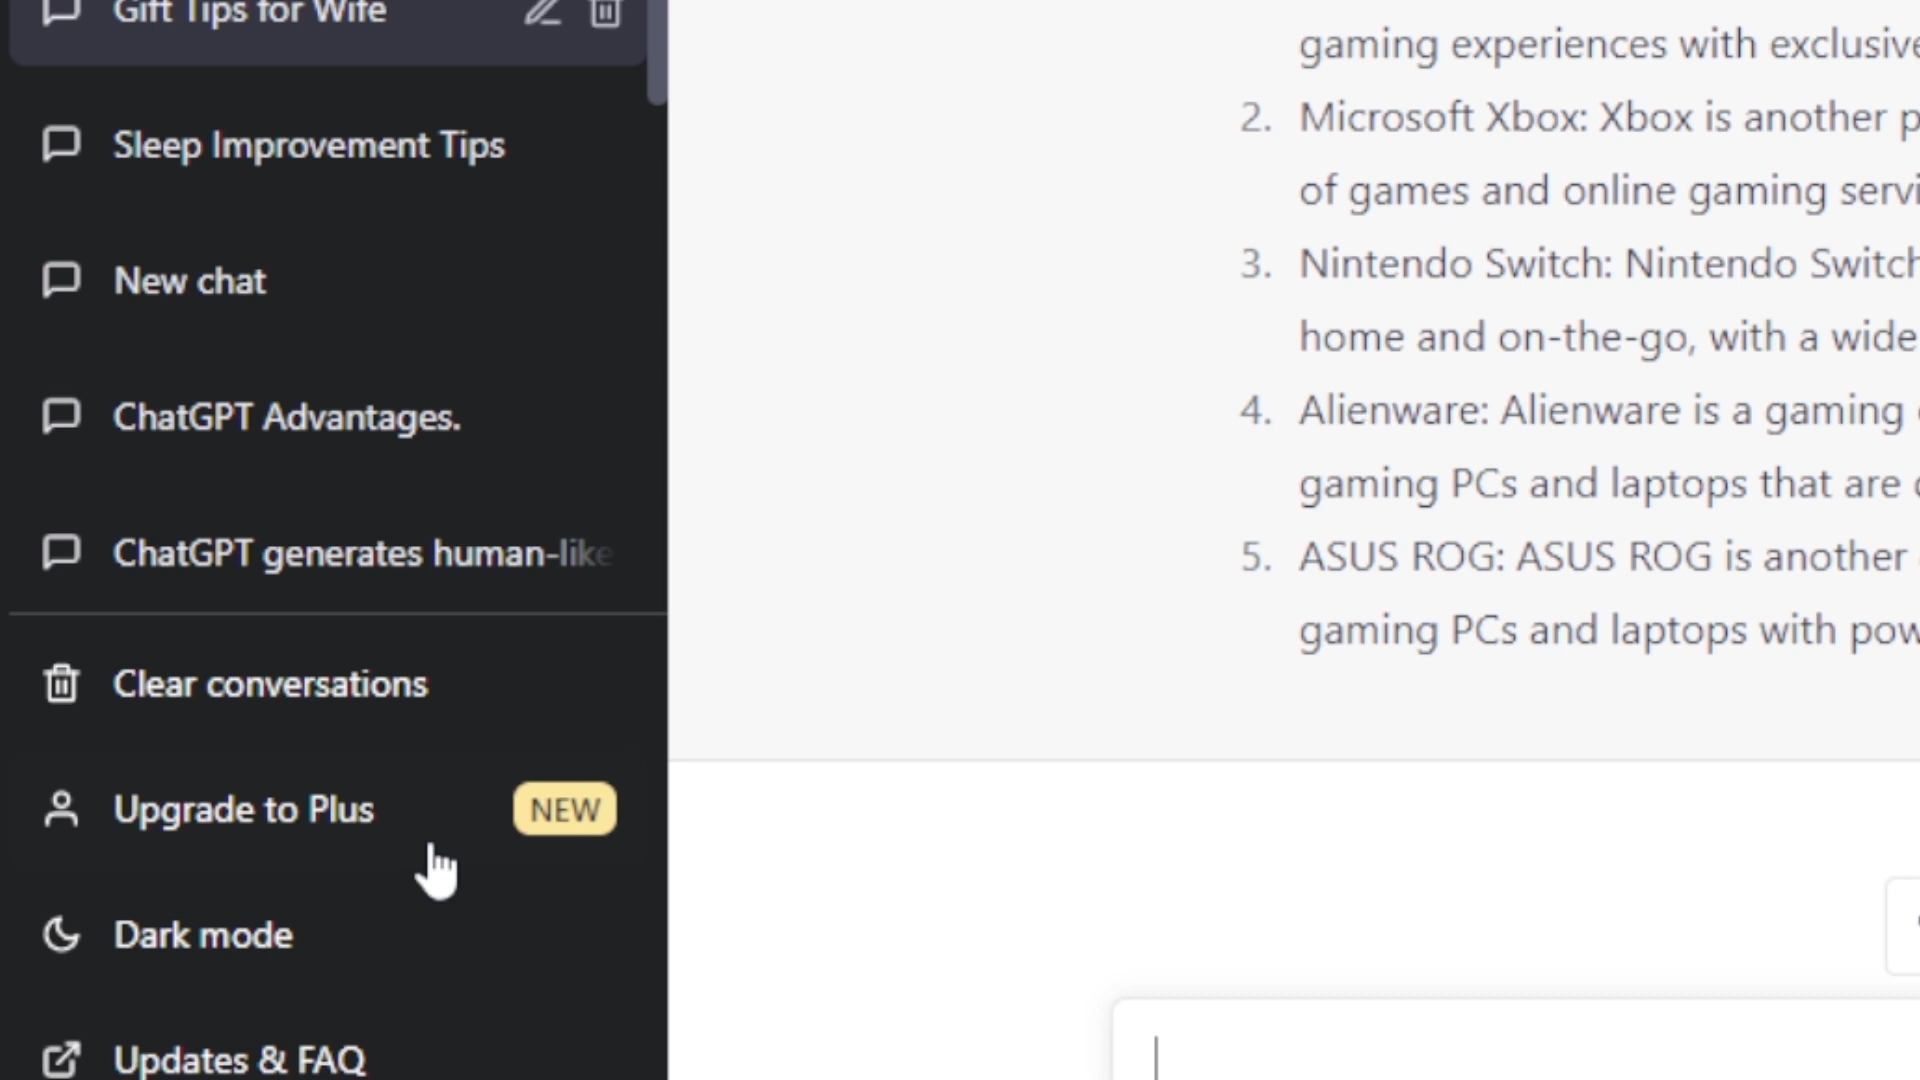 Gift Tips for Wife
Sleep Improvement Tips
New chat
ChatGPT Advantages.
ChatGPT generates human-like
Clear conversations
Upgrade to Plus
NEW
Dark mode
Updates & FAQ
gaming experiences with exclusive
2. Microsoft Xbox: Xbox is another p
of games and online gaming servi
3. Nintendo Switch: Nintendo Switch
home and on-the-go, with a wide
4. Alienware: Alienware is a gaming
gaming PCs and laptops that are
5. ASUS ROG: ASUS ROG is another
gaming PCs and laptops with pow